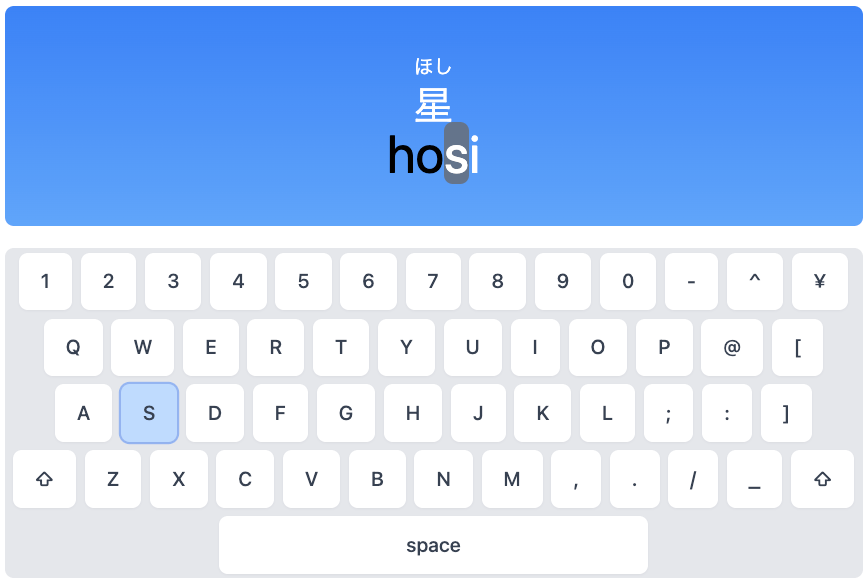 ほし
星
hosi
1 2 3 4 5 6 7 8 9 0 - ^ ¥
Q W E R T Y U I O P @ [
A S D F G H J K L ; : ]
Z X C V B N M , . / _
space